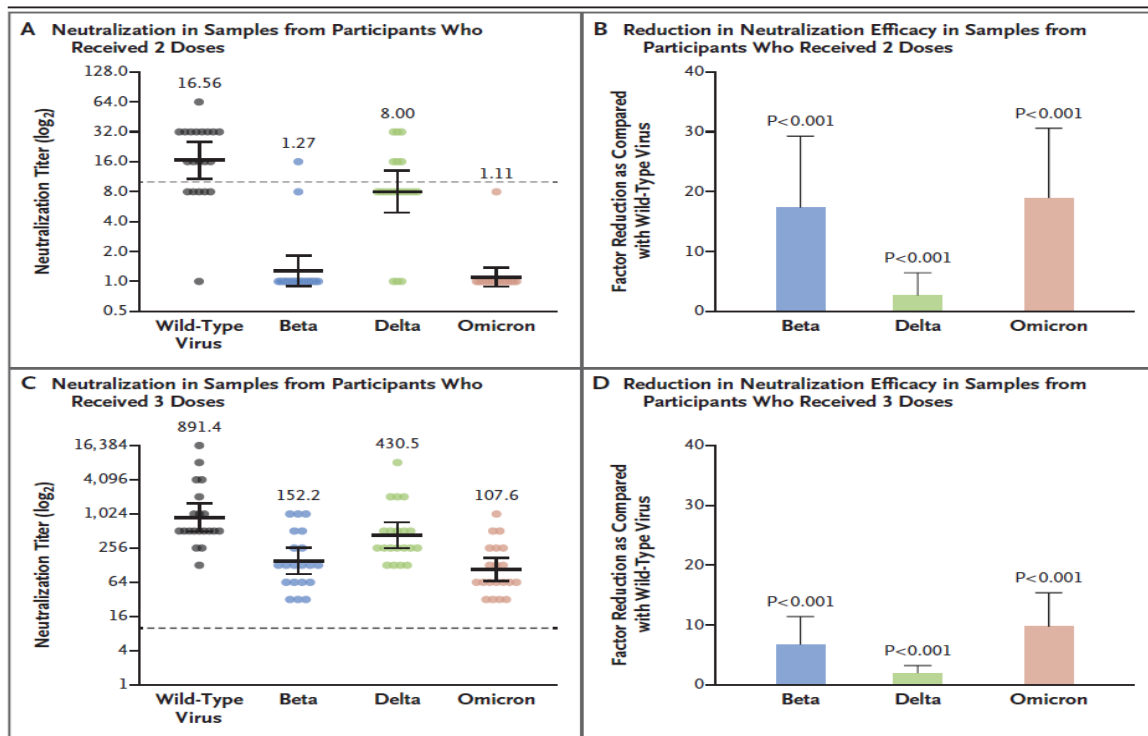 A Neutralization in Samples from Participants Who
Received 2 Doses
Neutralization Titer (log2)
128.0
64.0
32.0
16.0
8.0
4.0
2.0
1.0
0.5
16.56
1.27
8.00
1.11
Wild-Type
Virus
Beta
Delta
Omicron
B Reduction in Neutralization Efficacy in Samples from
Participants Who Received 2 Doses
Factor Reduction as Compared
with Wild-Type Virus
40
30
20
10
0
P<0.001
P<0.001
P<0.001
Beta
Delta
Omicron
C Neutralization in Samples from Participants Who
Received 3 Doses
Neutralization Titer (log2)
16,384
4,096
1,024
256
64
16
4
1
891.4
152.2
430.5
107.6
Wild-Type
Virus
Beta
Delta
Omicron
D Reduction in Neutralization Efficacy in Samples from
Participants Who Received 3 Doses
Factor Reduction as Compared
with Wild-Type Virus
40
30
20
10
0
P<0.001
P<0.001
P<0.001
Beta
Delta
Omicron